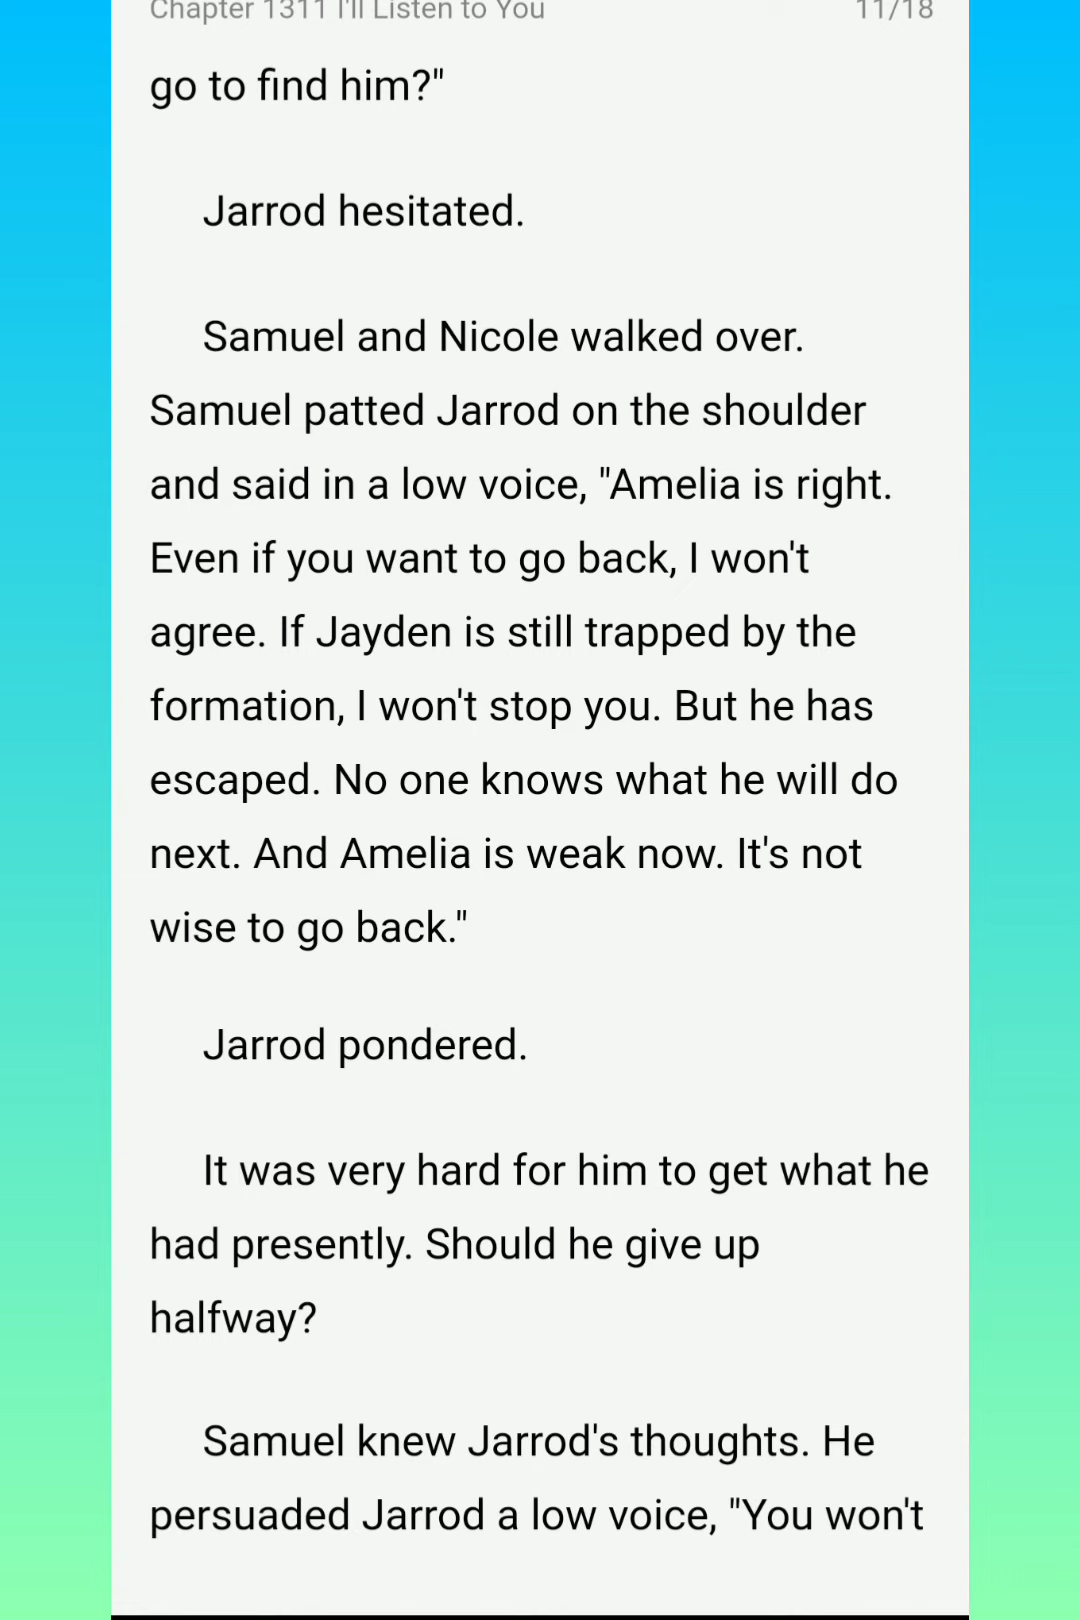 Chapter 1311 I'll Listen to You 11/18
go to find him?"
Jarrod hesitated.
Samuel and Nicole walked over.
Samuel patted Jarrod on the shoulder
and said in a low voice, "Amelia is right.
Even if you want to go back, I won't
agree. If Jayden is still trapped by the
formation, I won't stop you. But he has
escaped. No one knows what he will do
next. And Amelia is weak now. It's not
wise to go back."
Jarrod pondered.
It was very hard for him to get what he
had presently. Should he give up
halfway?
Samuel knew Jarrod's thoughts. He
persuaded Jarrod a low voice, "You won't